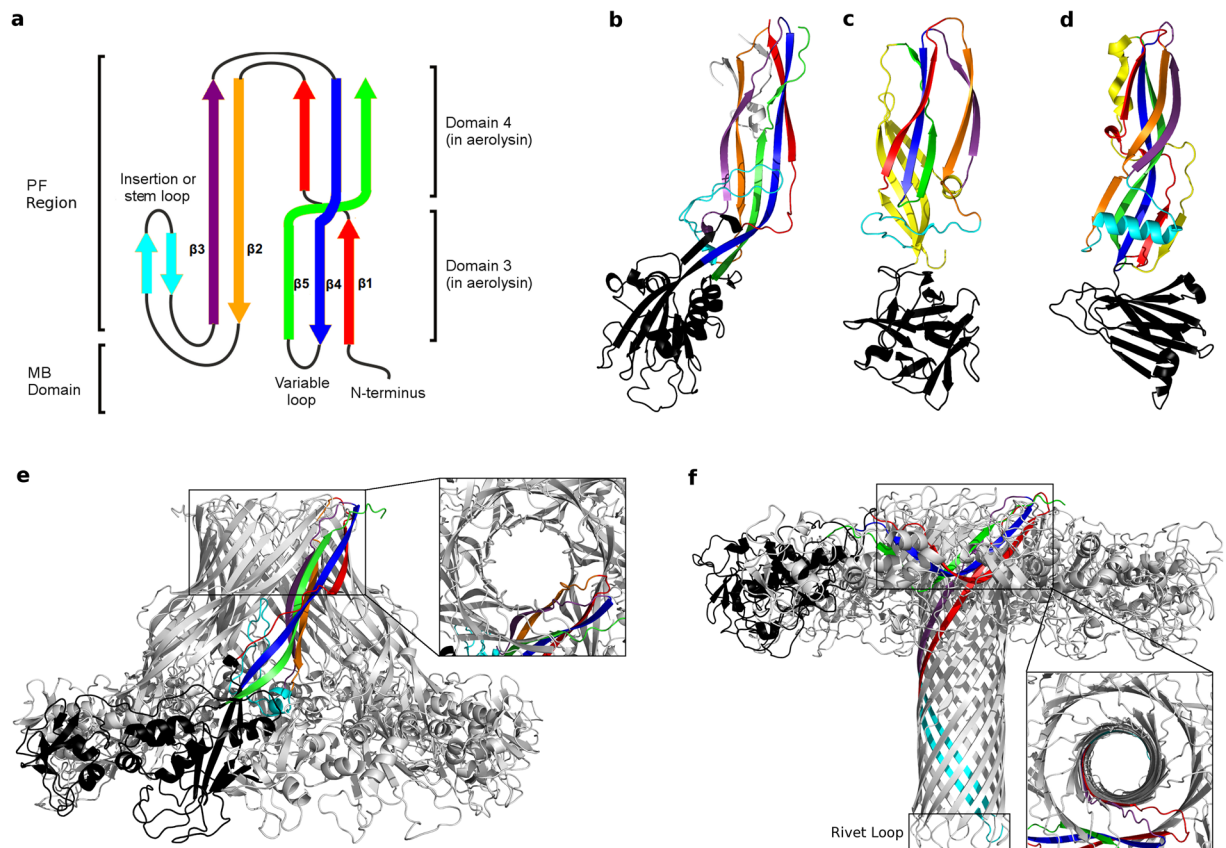 a
PF
Region
MB
Domain
Insertion or
stem loop
β3
β2
β5
β4
β1
Variable
loop
N-terminus
Domain 4
(in aerolysin)
Domain 3
(in aerolysin)
b
c
d
e
f
Rivet Loop